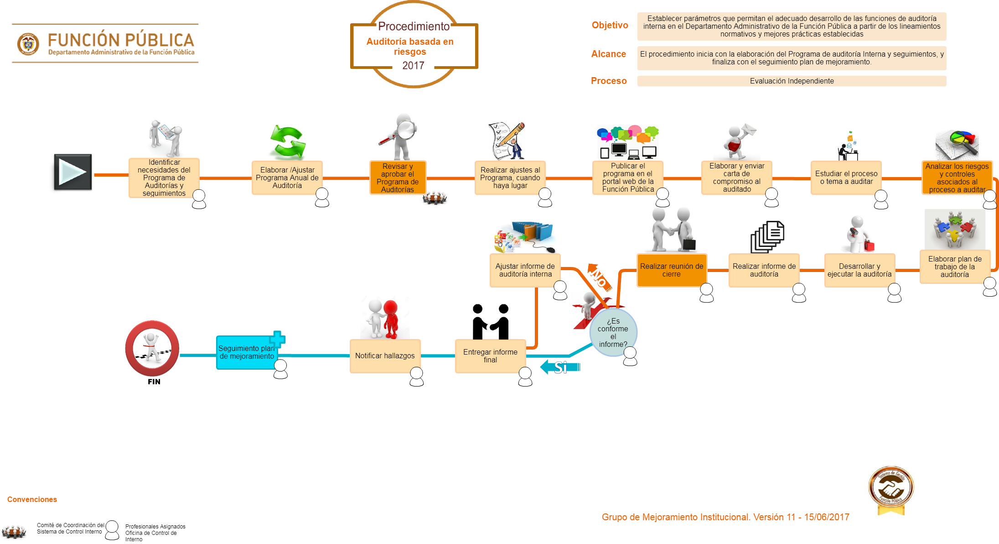 FUNCIÓN PÚBLICA
Departamento Administrativo de la Función Pública
Procedimiento
Auditoría basada en
riesgos
2017
Objetivo
Establecer parámetros que permitan el adecuado desarrollo de las funciones de auditoría
interna en el Departamento Administrativo de la Función Pública a partir de los lineamientos
normativos y mejores prácticas establecidas
Alcance
El procedimiento inicia con la elaboración del Programa de auditoría Interna y seguimientos, y
finaliza con el seguimiento plan de mejoramiento.
Proceso
Evaluación Independiente
Identificar
necesidades del
Programa de
Auditorías y
seguimientos
Elaborar /Ajustar
Programa Anual de
Auditoría
Revisar y
aprobar el
Programa de
Auditorías
Realizar ajustes al
Programa, cuando
haya lugar
Publicar el
programa en el
portal web de la
Función Pública
Elaborar y enviar
carta de
compromiso al
auditado
Estudiar el proceso
o tema a auditar
Analizar los riesgos
y controles
asociados al
proceso a auditar
Elaborar plan de
trabajo de la
auditoría
Desarrollar y
ejecutar la auditoría
Realizar informe de
auditoría
Realizar reunión de
cierre
¿Es
conforme
el
informe?
No
Ajustar informe de
auditoría interna
Si
Entregar informe
final
Notificar hallazgos
Seguimiento plan
de mejoramiento
FIN
Convenciones
Comité de Coordinación del
Sistema de Control Interno
Profesionales Asignados
Oficina de Control de
Interno
Grupo de Mejoramiento Institucional. Versión 11 - 15/06/2017
Sistema de Gestión
Función Pública